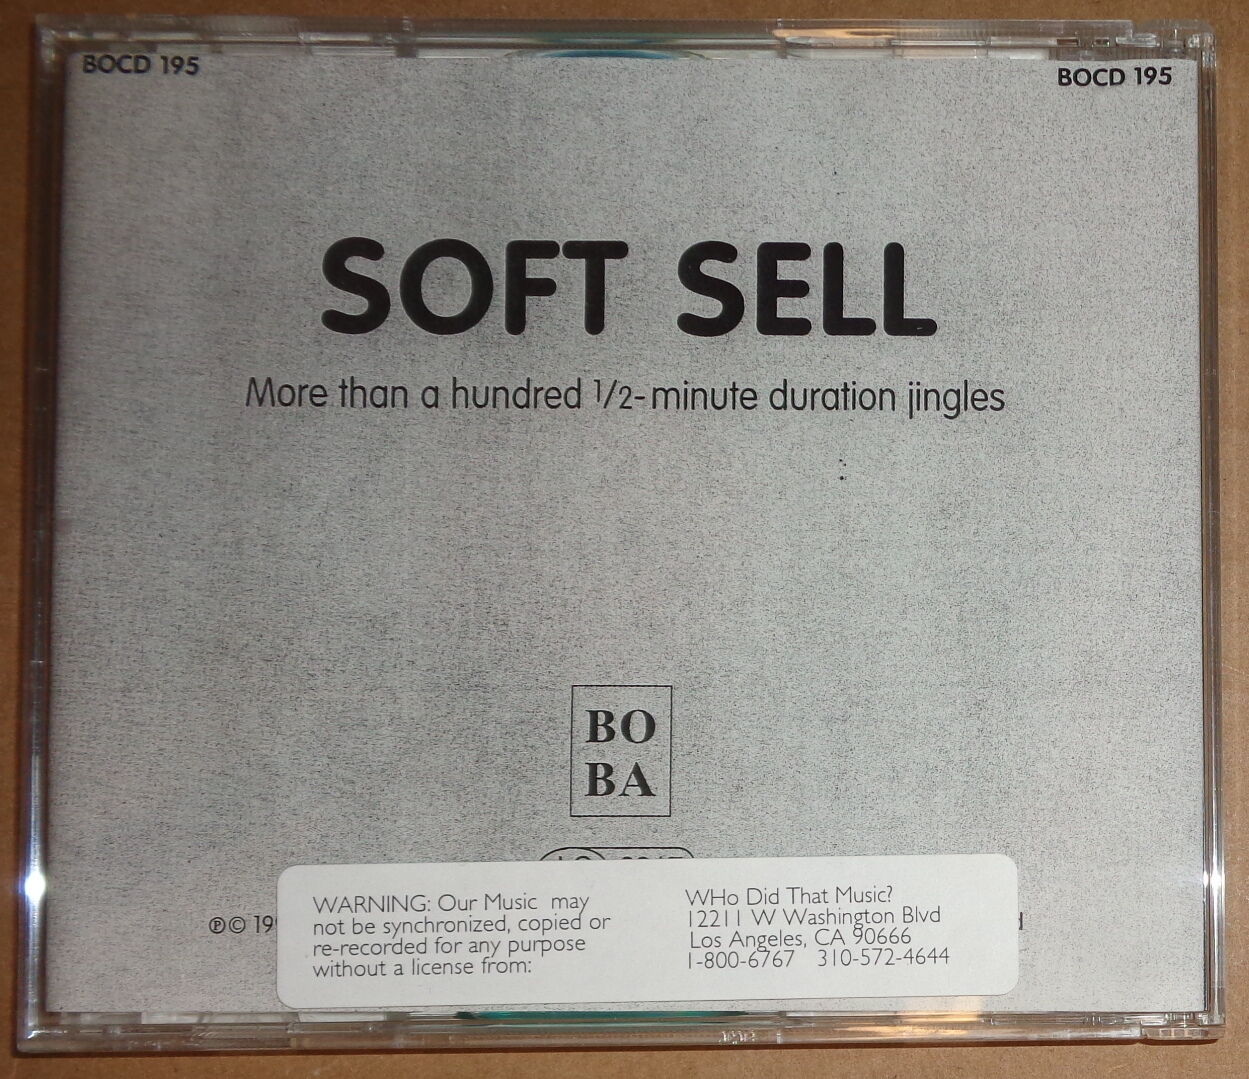 BOCD 195
BOCD 195
SOFT SELL
More than a hundred 1/2-minute duration jingles
BO
BA
℗© 19
WARNING: Our Music may
not be synchronized, copied or
re-recorded for any purpose
without a license from:
WHo Did That Music?
12211 W Washington Blvd
Los Angeles, CA 90666
1-800-6767 310-572-4644